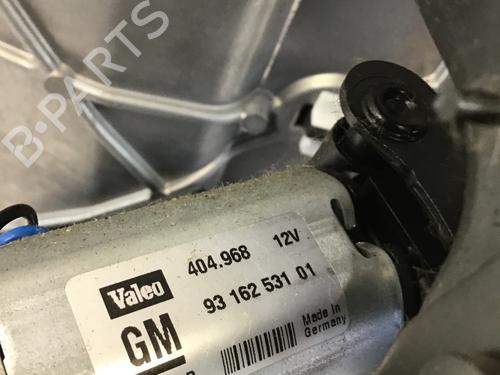 B·PARTS
404.968 12V
Valeo
93 162 531 01
GM
Made In
Germany